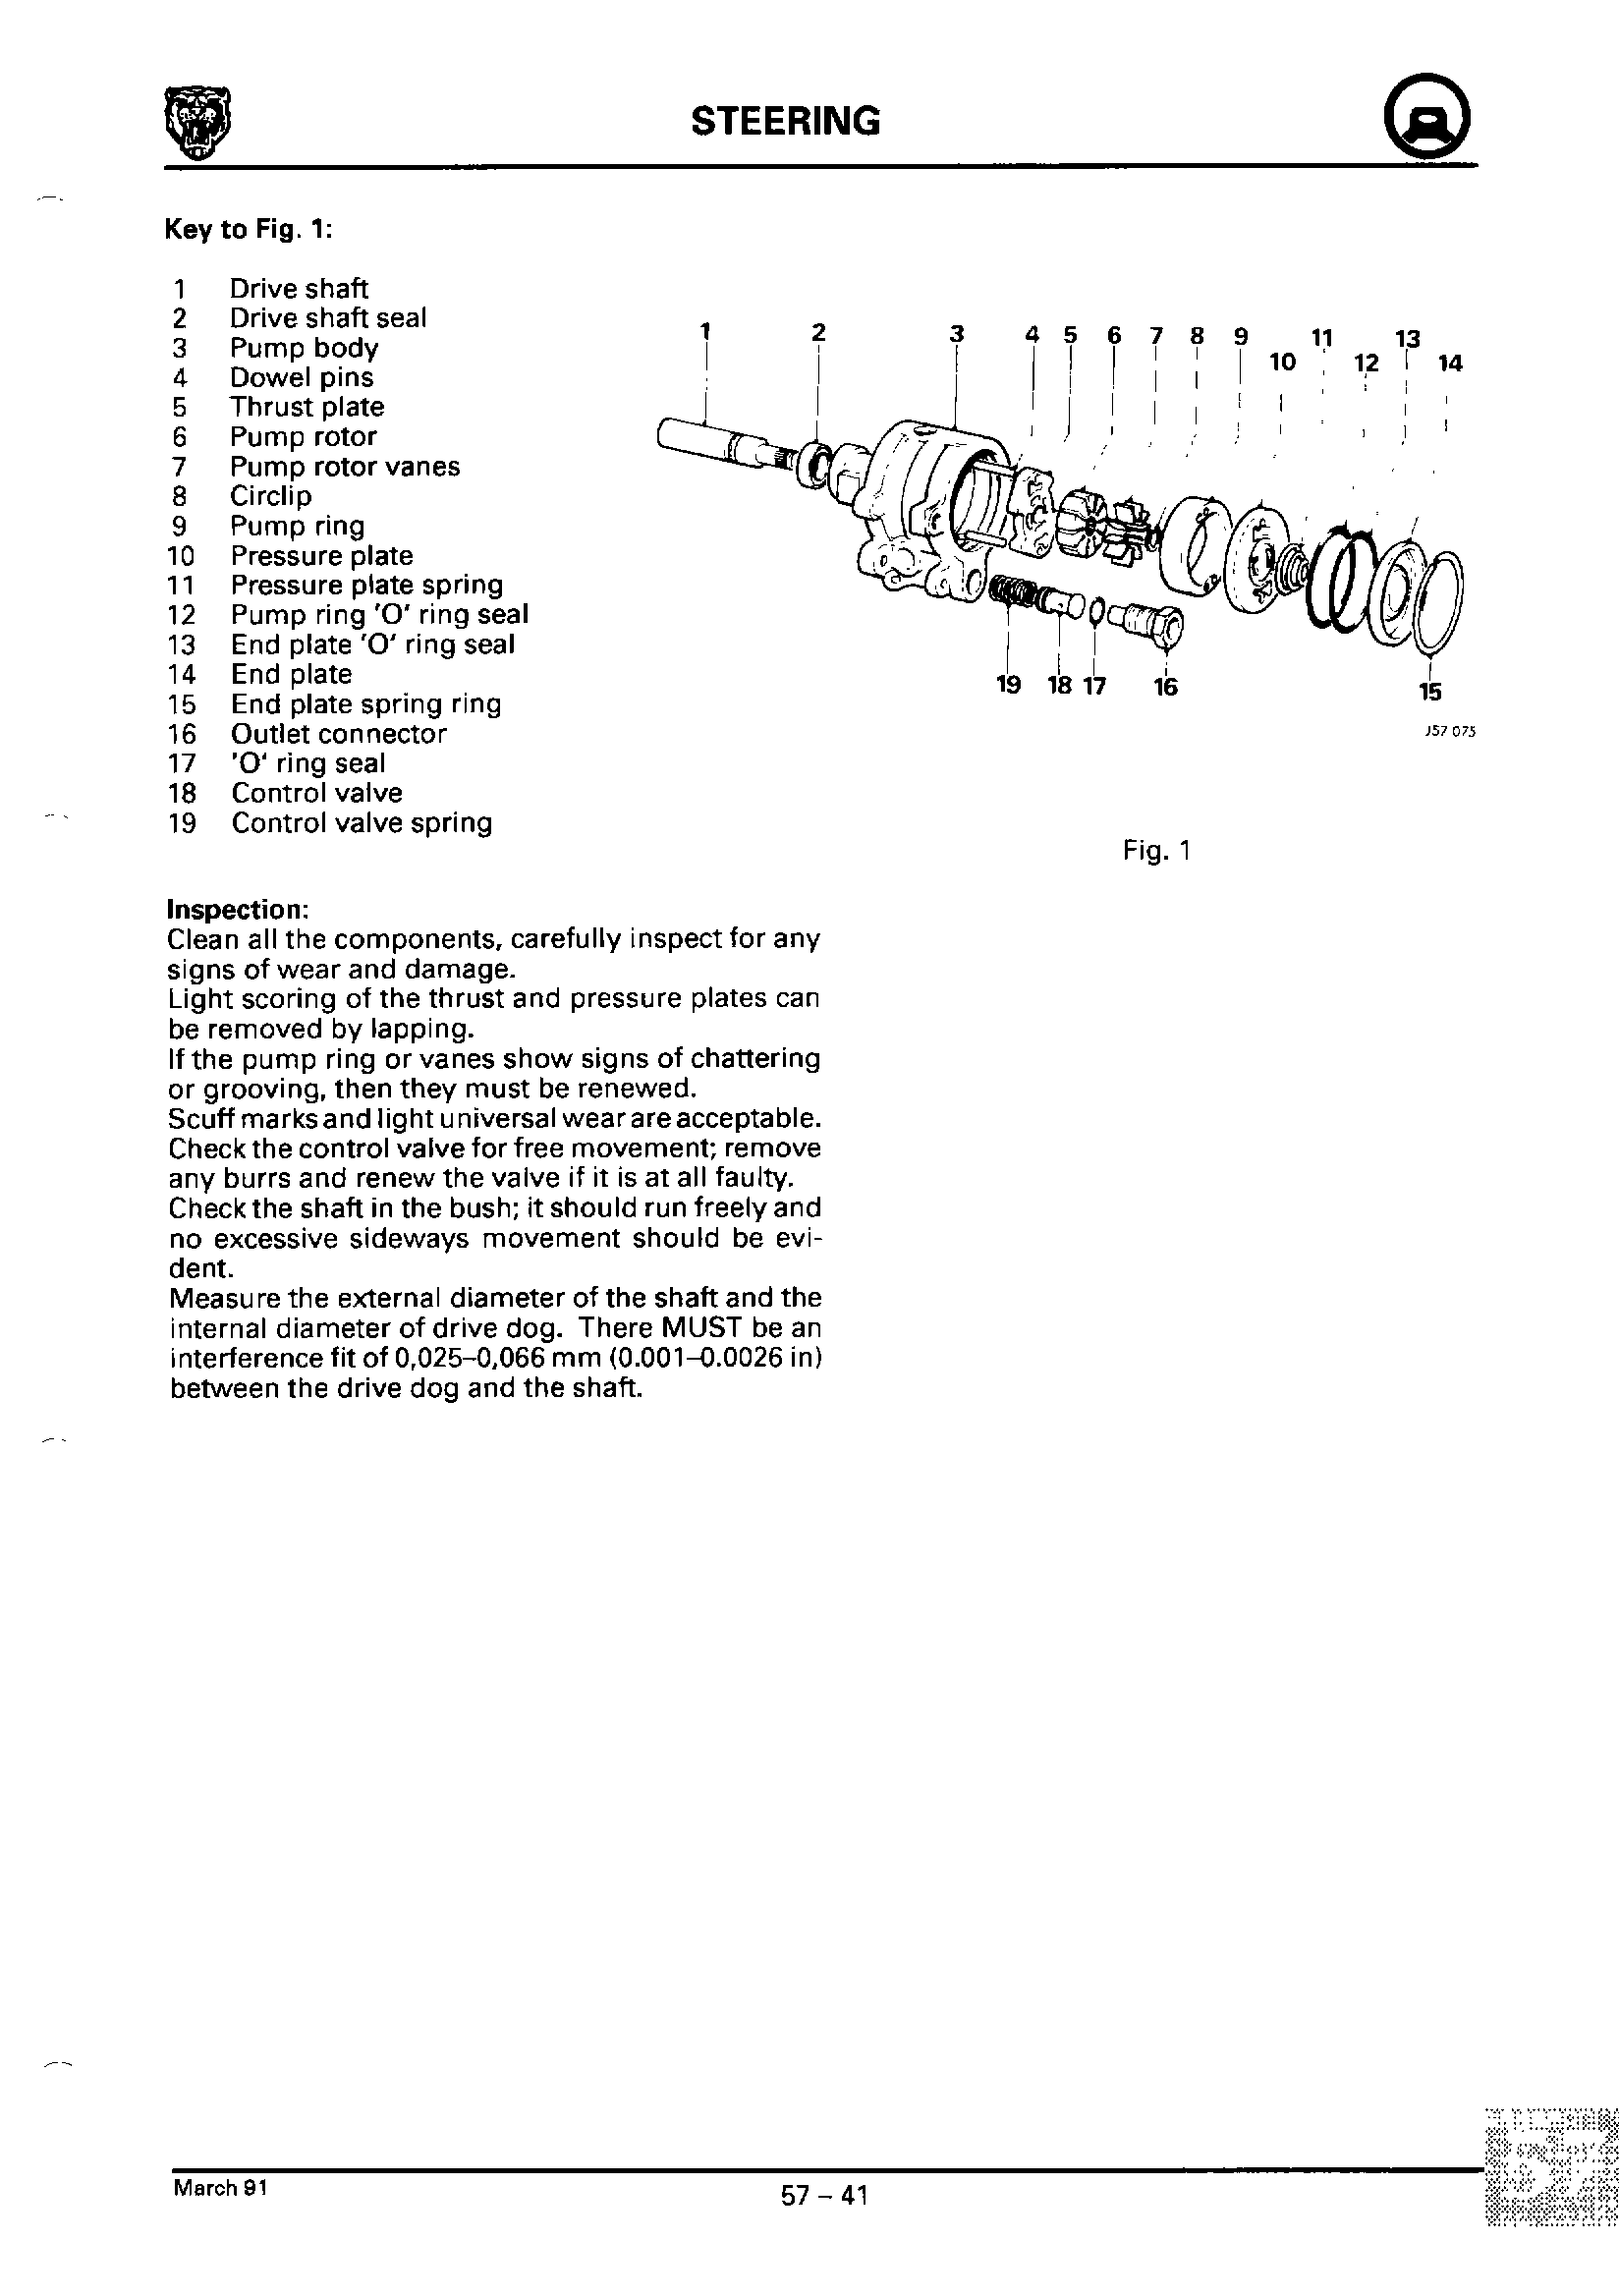 STEERING
Key to Fig. 1:
1 Drive shaft
2 Drive shaft seal
3 Pump body
4 Dowel pins
5 Thrust plate
6 Pump rotor
7 Pump rotor vanes
8 Circlip
9 Pump ring
10 Pressure plate
11 Pressure plate spring
12 Pump ring 'O' ring seal
13 End plate 'O' ring seal
14 End plate
15 End plate spring ring
16 Outlet connector
17 'O' ring seal
18 Control valve
19 Control valve spring
1 2 3 4 5 6 7 8 9 11 13
10 12 14
19 18 17 16 15
J57 075
Fig. 1
Inspection:
Clean all the components, carefully inspect for any
signs of wear and damage.
Light scoring of the thrust and pressure plates can
be removed by lapping.
If the pump ring or vanes show signs of chattering
or grooving, then they must be renewed.
Scuff marks and light universal wear are acceptable.
Check the control valve for free movement; remove
any burrs and renew the valve if it is at all faulty.
Check the shaft in the bush; it should run freely and
no excessive sideways movement should be evi-
dent.
Measure the external diameter of the shaft and the
internal diameter of drive dog. There MUST be an
interference fit of 0,025–0,066 mm (0.001–0.0026 in)
between the drive dog and the shaft.
March 91
57 – 41
57